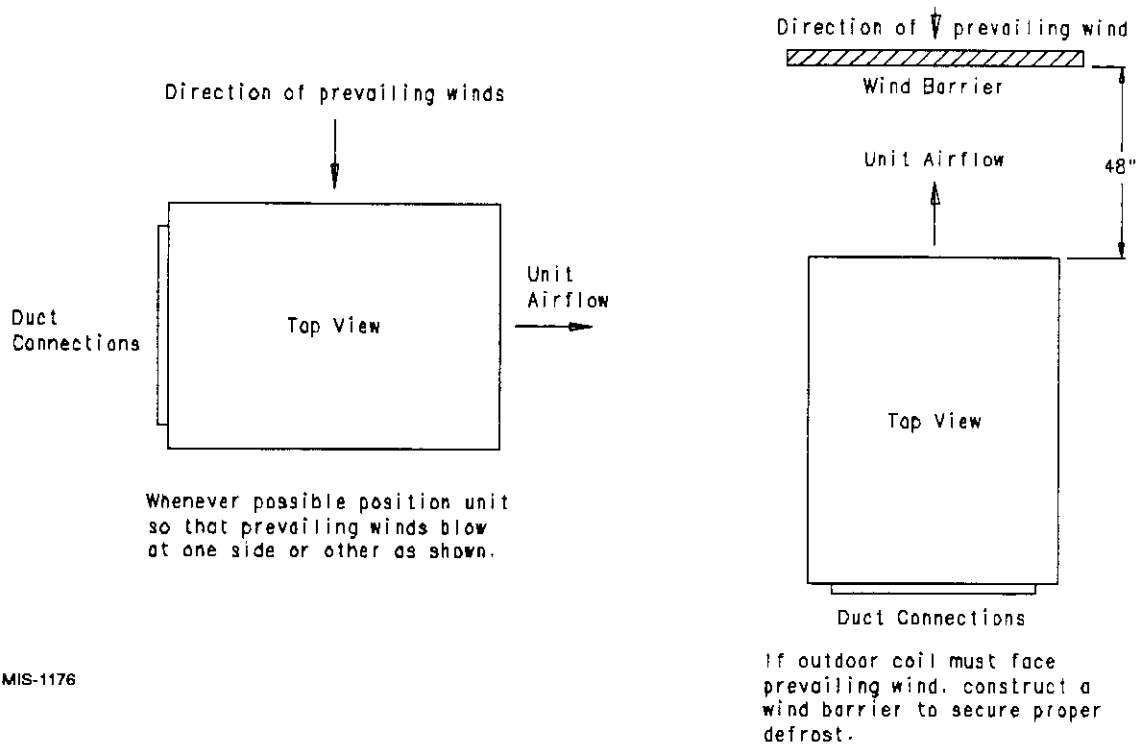 Direction of prevailing winds
Duct
Connections
Top View
Unit
Airflow
Whenever possible position unit
so that prevailing winds blow
at one side or other as shown.
MIS-1176
Direction of prevailing wind
Wind Barrier
Unit Airflow
48"
Top View
Duct Connections
If outdoor coil must face
prevailing wind, construct a
wind barrier to secure proper
defrost.